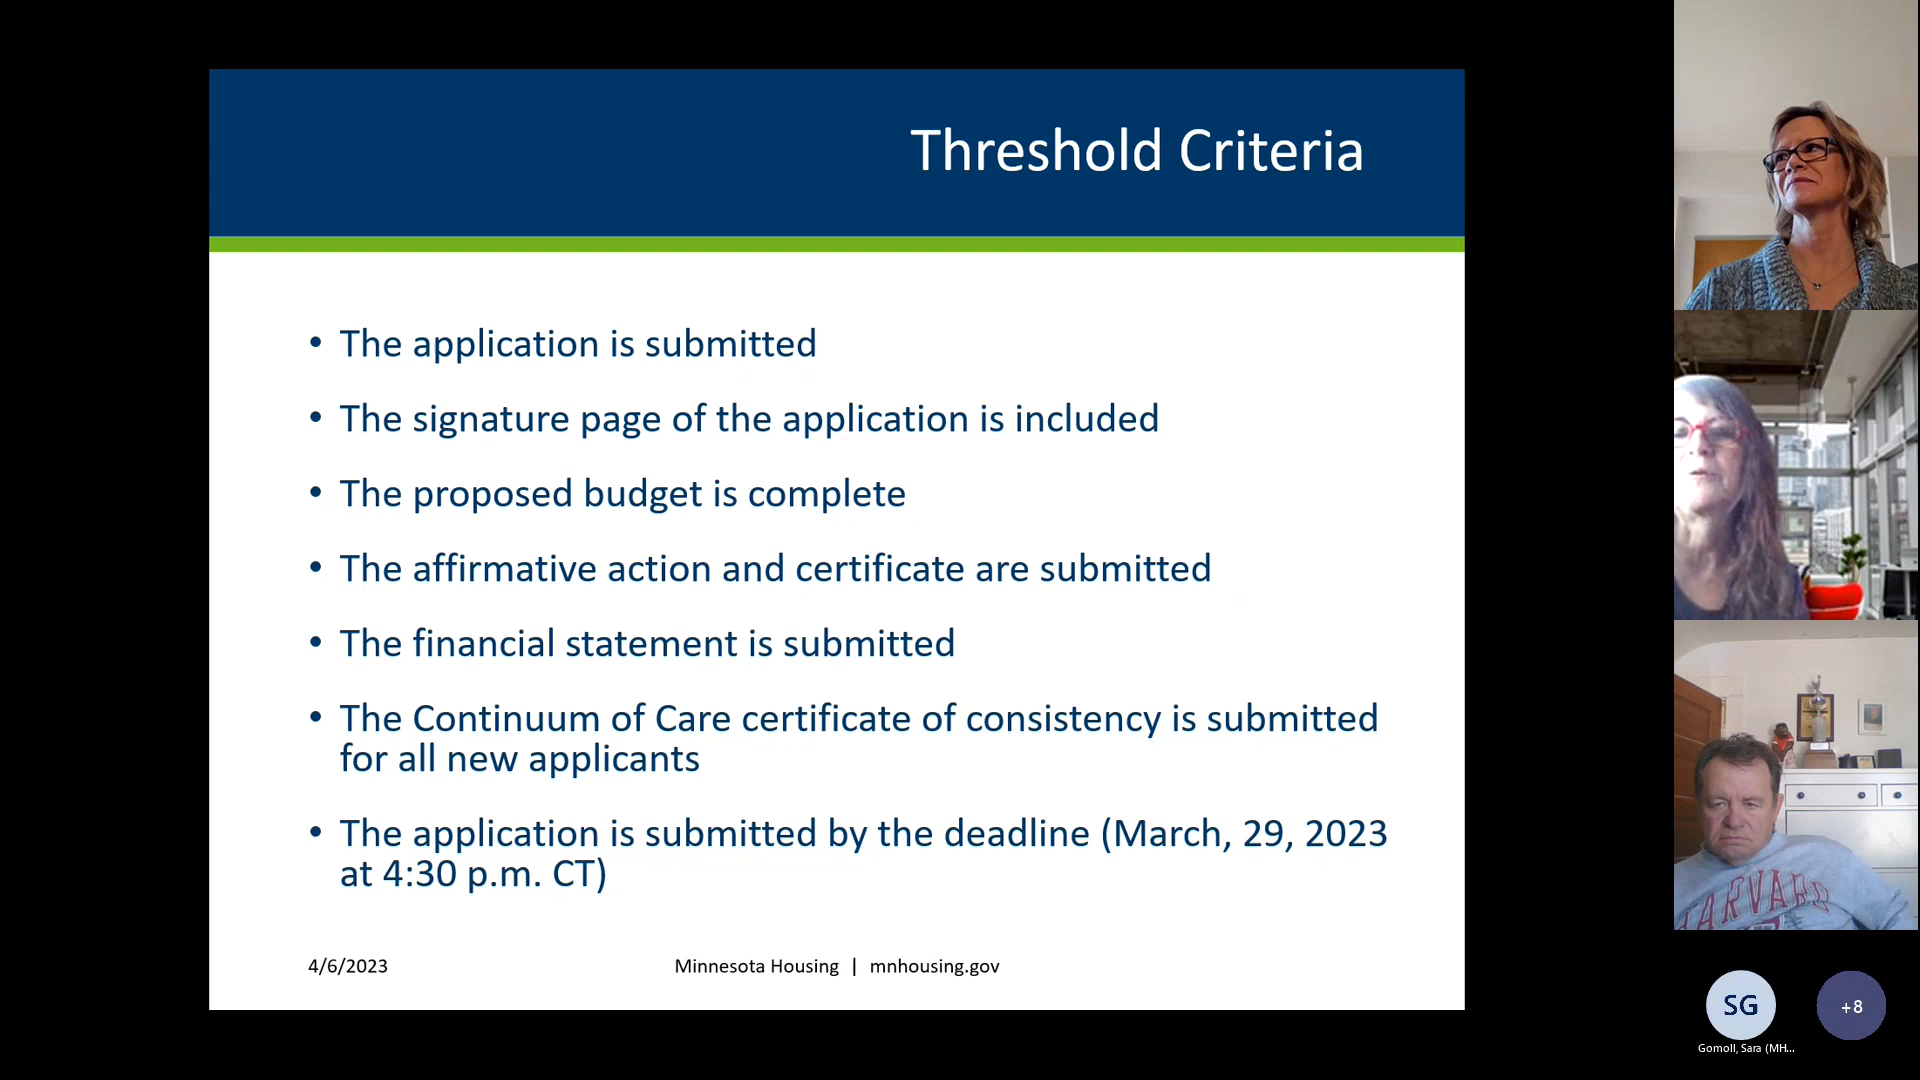 Threshold Criteria
• The application is submitted
• The signature page of the application is included
• The proposed budget is complete
• The affirmative action and certificate are submitted
• The financial statement is submitted
• The Continuum of Care certificate of consistency is submitted
for all new applicants
• The application is submitted by the deadline (March, 29, 2023
at 4:30 p.m. CT)
4/6/2023
Minnesota Housing | mnhousing.gov
HARVARD
SG
+8
Gomoll, Sara (MH...